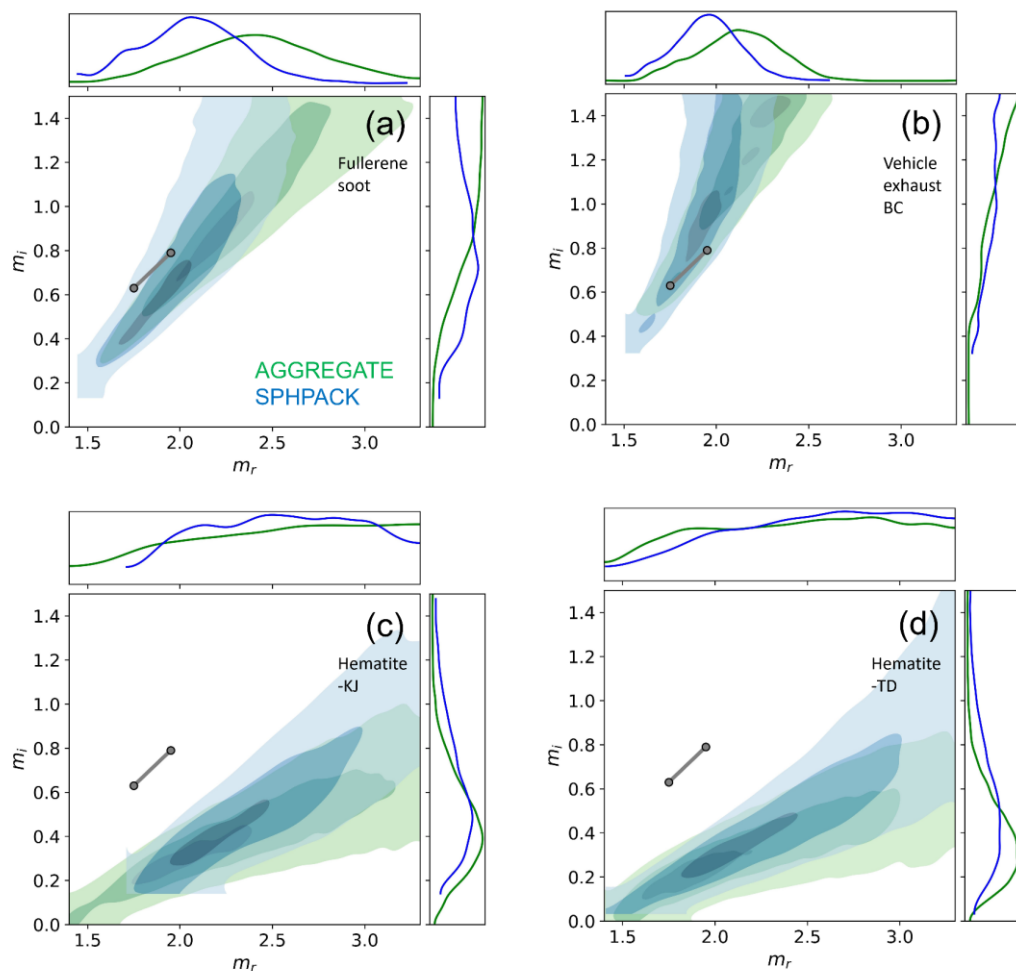 (a)
Fullerene
soot
AGGREGATE
SPHPACK
m_i
1.4
1.2
1.0
0.8
0.6
0.4
0.2
0.0
1.5 2.0 2.5 3.0
m_r
(b)
Vehicle
exhaust
BC
m_i
1.4
1.2
1.0
0.8
0.6
0.4
0.2
0.0
1.5 2.0 2.5 3.0
m_r
(c)
Hematite
-KJ
m_i
1.4
1.2
1.0
0.8
0.6
0.4
0.2
0.0
1.5 2.0 2.5 3.0
m_r
(d)
Hematite
-TD
m_i
1.4
1.2
1.0
0.8
0.6
0.4
0.2
0.0
1.5 2.0 2.5 3.0
m_r